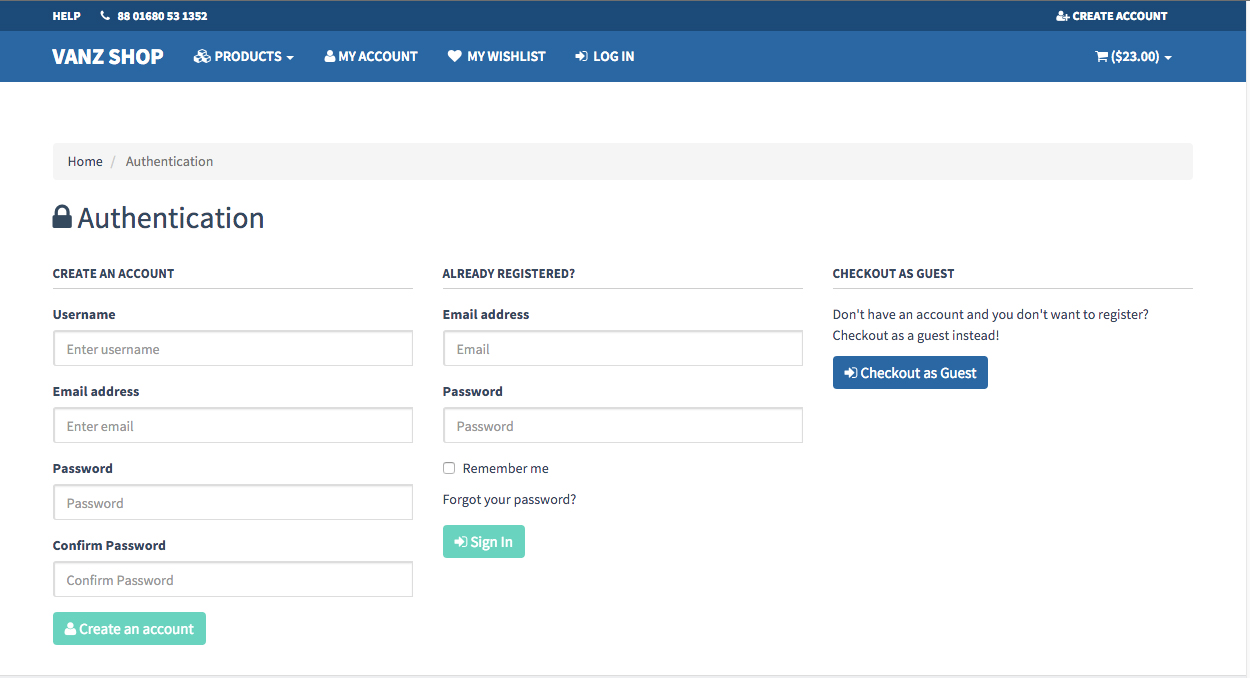 HELP 88 01680 53 1352 CREATE ACCOUNT
VANZ SHOP PRODUCTS MY ACCOUNT MY WISHLIST LOG IN ($23.00)
Home / Authentication
Authentication
CREATE AN ACCOUNT
Username
Enter username
Email address
Enter email
Password
Password
Confirm Password
Confirm Password
Create an account
ALREADY REGISTERED?
Email address
Email
Password
Password
Remember me
Forgot your password?
Sign In
CHECKOUT AS GUEST
Don't have an account and you don't want to register?
Checkout as a guest instead!
Checkout as Guest